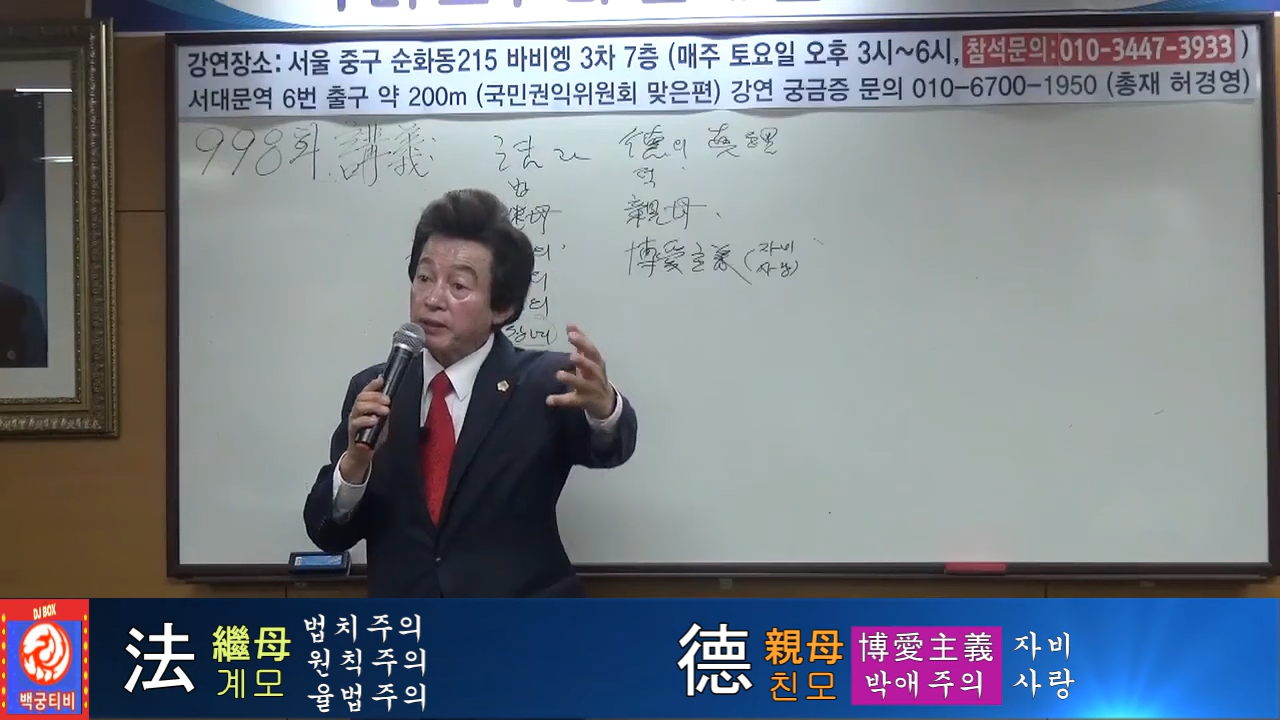 강연장소: 서울 중구 순화동215 바비엥 3차 7층 (매주 토요일 오후 3시~6시, 참석문의:010-3447-3933 )
서대문역 6번 출구 약 200m (국민권익위원회 맞은편) 강연 궁금증 문의 010-6700-1950 (총재 허경영)
998회 講義 法과 德의 眞理
법 덕
母 親母
博愛主義 (자비
사랑)
DJ BOX
백궁티비
法 繼母 법치주의
계모 원칙주의
율법주의
德 親母 博愛主義 자비
친모 박애주의 사랑